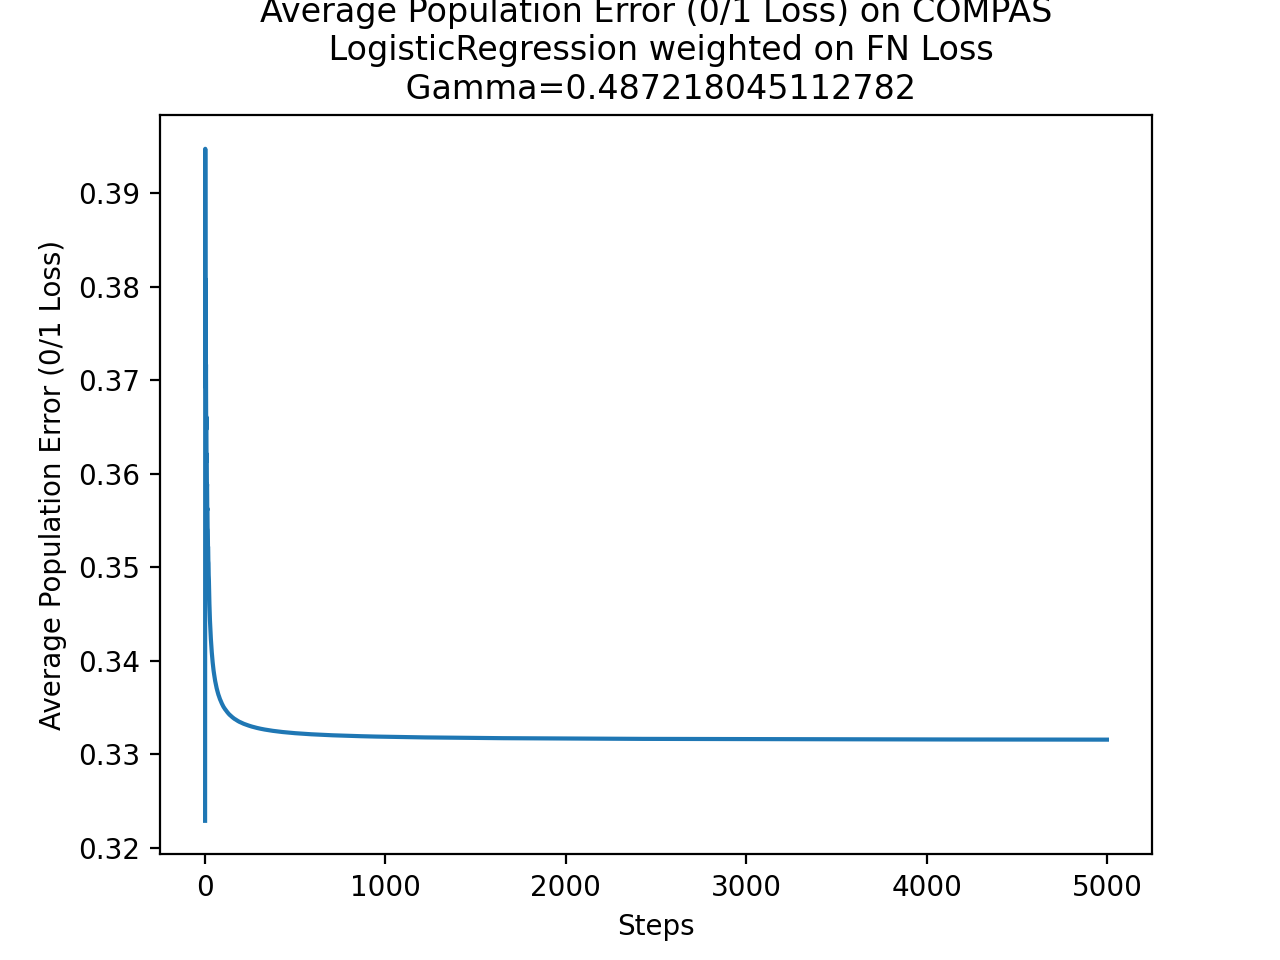 Average Population Error (0/1 Loss) on COMPAS
LogisticRegression weighted on FN Loss
Gamma=0.487218045112782
Average Population Error (0/1 Loss)
0.39
0.38
0.37
0.36
0.35
0.34
0.33
0.32
0 1000 2000 3000 4000 5000
Steps